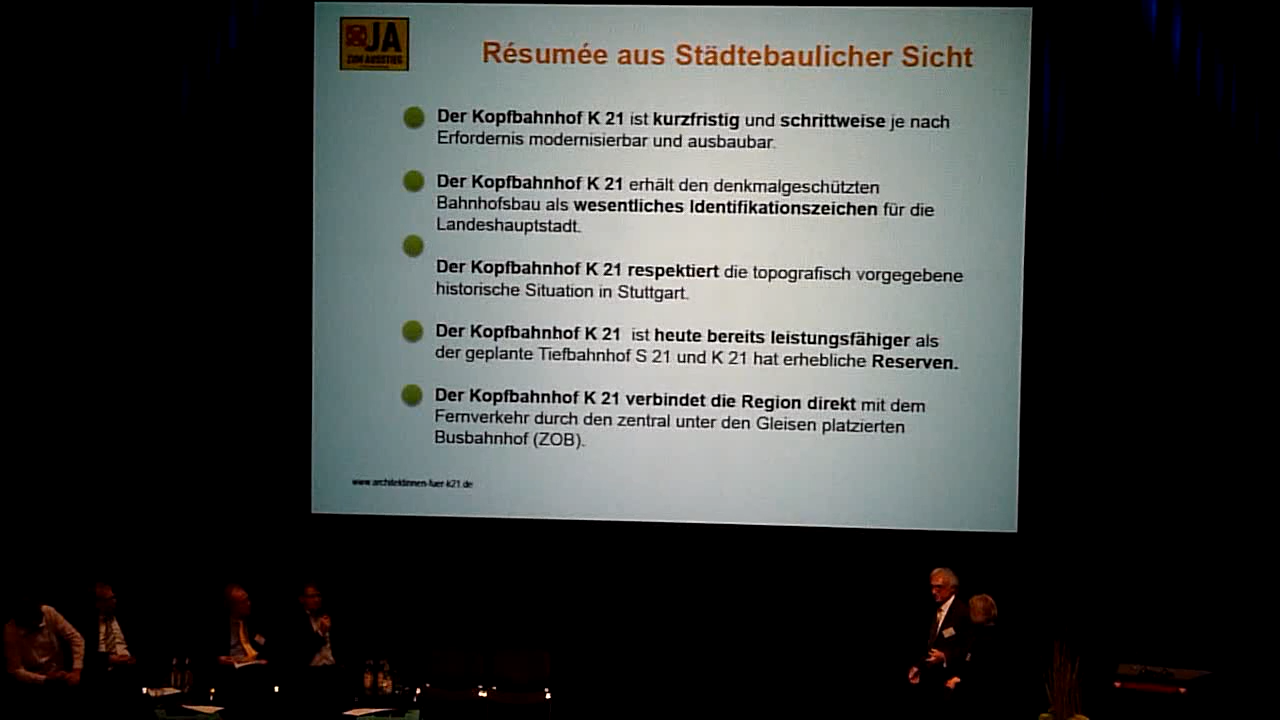 JA
ZUM AUSSTIEG
Résumée aus Städtebaulicher Sicht
Der Kopfbahnhof K 21 ist kurzfristig und schrittweise je nach
Erfordernis modernisierbar und ausbaubar.
Der Kopfbahnhof K 21 erhält den denkmalgeschützten
Bahnhofsbau als wesentliches Identifikationszeichen für die
Landeshauptstadt.
Der Kopfbahnhof K 21 respektiert die topografisch vorgegebene
historische Situation in Stuttgart.
Der Kopfbahnhof K 21 ist heute bereits leistungsfähiger als
der geplante Tiefbahnhof S 21 und K 21 hat erhebliche Reserven.
Der Kopfbahnhof K 21 verbindet die Region direkt mit dem
Fernverkehr durch den zentral unter den Gleisen platzierten
Busbahnhof (ZOB).
www.architektinnen-fuer-k21.de